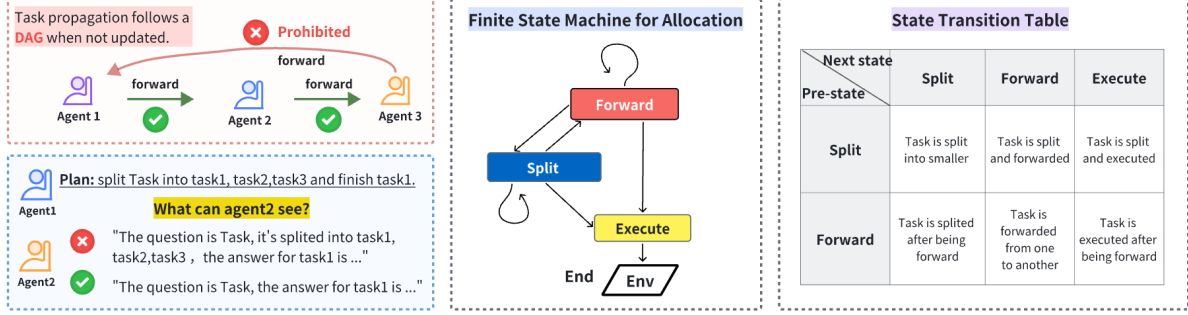 Task propagation follows a
DAG when not updated.
Prohibited
forward
forward
forward
Agent 1
Agent 2
Agent 3
Plan: split Task into task1, task2,task3 and finish task1.
Agent1
What can agent2 see?
"The question is Task, it's splited into task1,
task2,task3 ,  the answer for task1 is ..."
Agent2
"The question is Task, the answer for task1 is ..."
Finite State Machine for Allocation
Forward
Split
Execute
End
Env
State Transition Table
Next state
Pre-state
Split
Forward
Execute
Split
Task is split
into smaller
Task is split
and forwarded
Task is split
and executed
Forward
Task is splited
after being
forward
Task is
forwarded
from one
to another
Task is
executed after
being forward